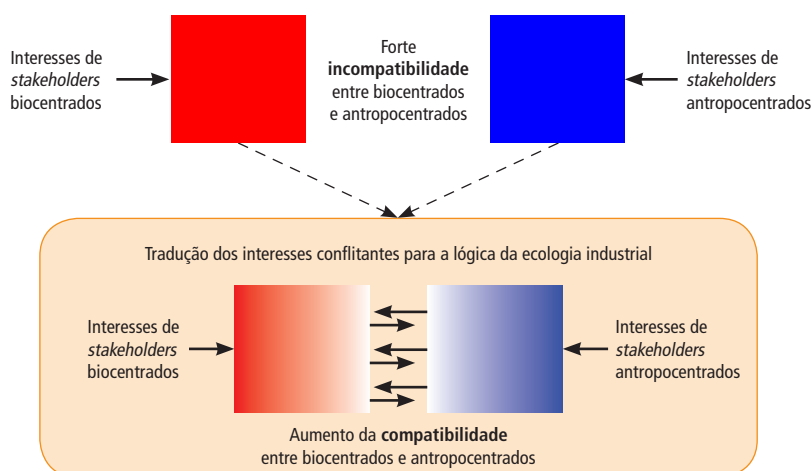 Interesses de
stakeholders
biocentrados
Forte
incompatibilidade
entre biocentrados
e antropocentrados
Interesses de
stakeholders
antropocentrados
Tradução dos interesses conflitantes para a lógica da ecologia industrial
Interesses de
stakeholders
biocentrados
Interesses de
stakeholders
antropocentrados
Aumento da compatibilidade
entre biocentrados e antropocentrados